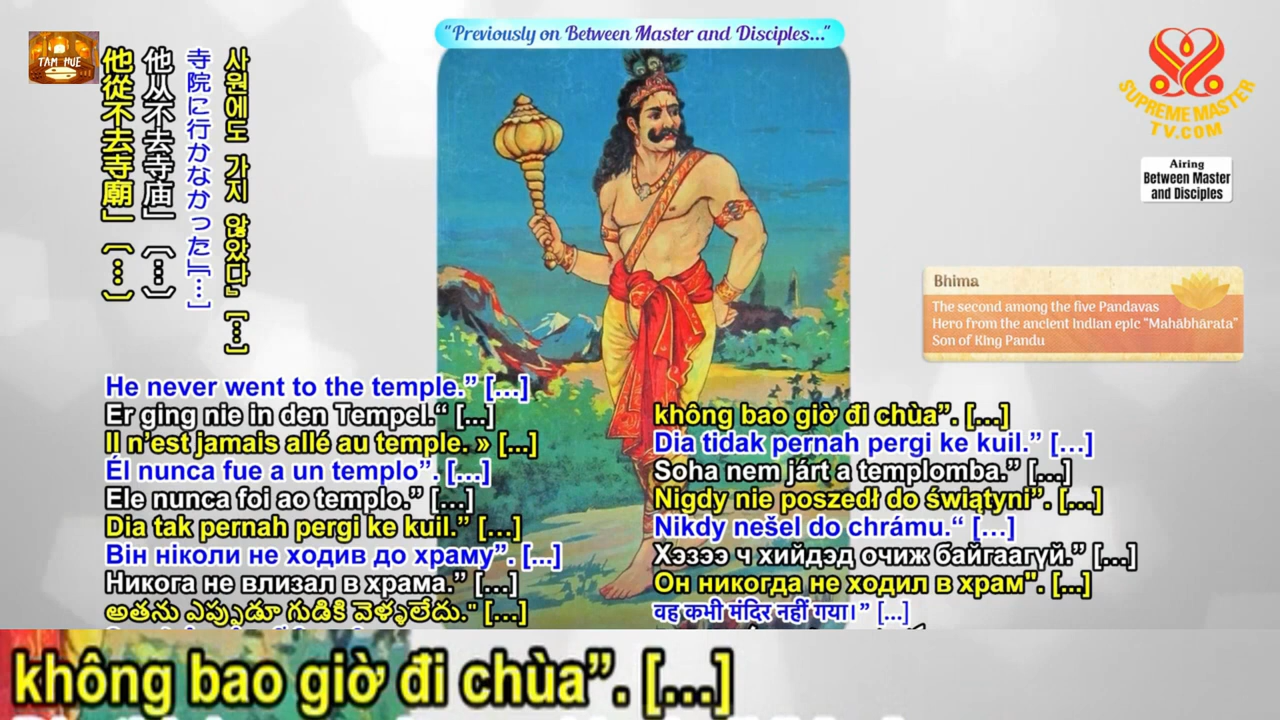 "Previously on Between Master and Disciples..."
TAM HUE
他從不去寺廟」﹝…﹞
他从不去寺庙」﹝…﹞
寺院に行かなかった』[…]
사원에도 가지 않았다』 […]
SUPREME MASTER
TV.COM
Airing
Between Master
and Disciples
Bhima
The second among the five Pandavas
Hero from the ancient Indian epic “Mahābhārata”
Son of King Pandu
He never went to the temple.” […]
Er ging nie in den Tempel.“ [...]
Il n’est jamais allé au temple. » [...]
Él nunca fue a un templo”. […]
Ele nunca foi ao templo.” […]
Dia tak pernah pergi ke kuil.” […]
Він ніколи не ходив до храму”. [...]
Никога не влизал в храма.” […]
అతను ఎప్పుడూ గుడికి వెళ్ళలేదు." […]
không bao giờ đi chùa”. […]
Dia tidak pernah pergi ke kuil.” […]
Soha nem járt a templomba.” […]
Nigdy nie poszedł do świątyni”. […]
Nikdy nešel do chrámu.“ […]
Хэзээ ч хийдэд очиж байгаагүй.” […]
Он никогда не ходил в храм". [...]
वह कभी मंदिर नहीं गया।” [...]
không bao giờ đi chùa”. […]